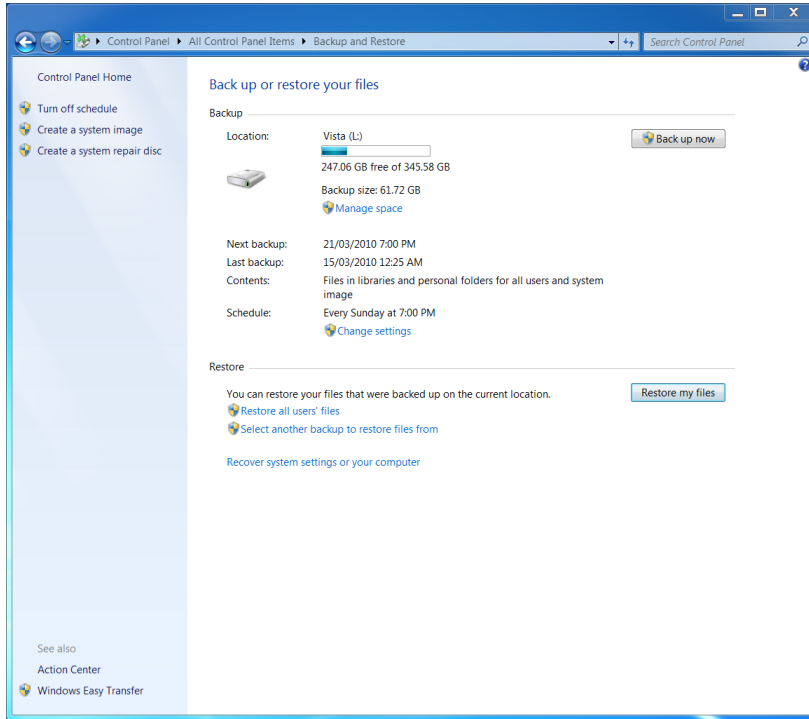 Control Panel ▸ All Control Panel Items ▸ Backup and Restore
Search Control Panel
Control Panel Home
Turn off schedule
Create a system image
Create a system repair disc
Back up or restore your files
Backup
Location: Vista (L:)
Back up now
247.06 GB free of 345.58 GB
Backup size: 61.72 GB
Manage space
Next backup: 21/03/2010 7:00 PM
Last backup: 15/03/2010 12:25 AM
Contents: Files in libraries and personal folders for all users and system
image
Schedule: Every Sunday at 7:00 PM
Change settings
Restore
You can restore your files that were backed up on the current location.
Restore my files
Restore all users' files
Select another backup to restore files from
Recover system settings or your computer
See also
Action Center
Windows Easy Transfer